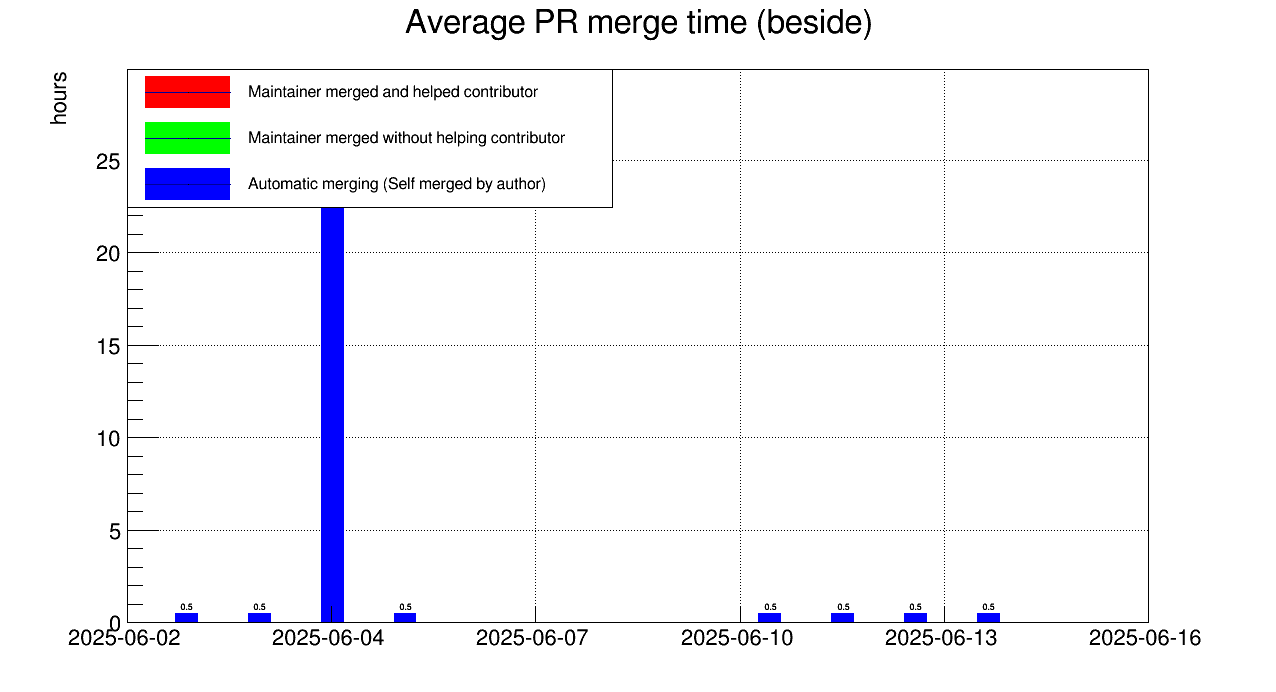 Average PR merge time (beside)
hours
Maintainer merged and helped contributor
Maintainer merged without helping contributor
Automatic merging (Self merged by author)
25
20
15
10
5
0
0.5 0.5 0.5 0.5 0.5 0.5 0.5
2025-06-02 2025-06-04 2025-06-07 2025-06-10 2025-06-13 2025-06-16